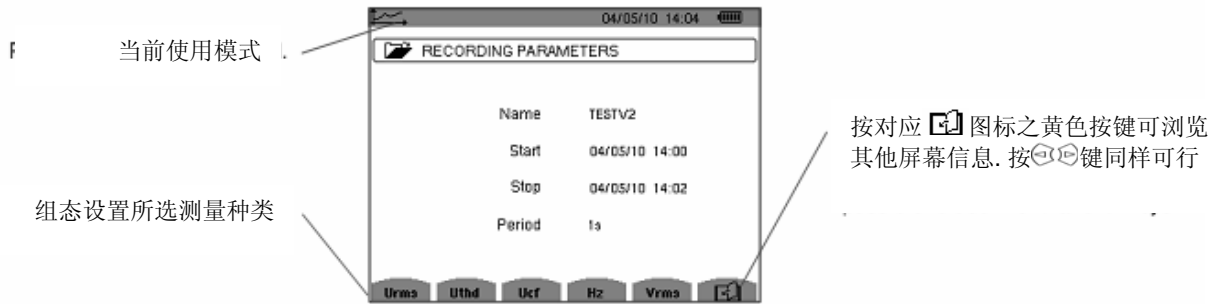 04/05/10 14:04
当前使用模式
RECORDING PARAMETERS
Name TESTV2
Start 04/05/10 14:00
Stop 04/05/10 14:02
Period 1s
按对应 图标之黄色按键可浏览
其他屏幕信息. 按键同样可行
组态设置所选测量种类
Urms Uthd Ucf Hz Vrms